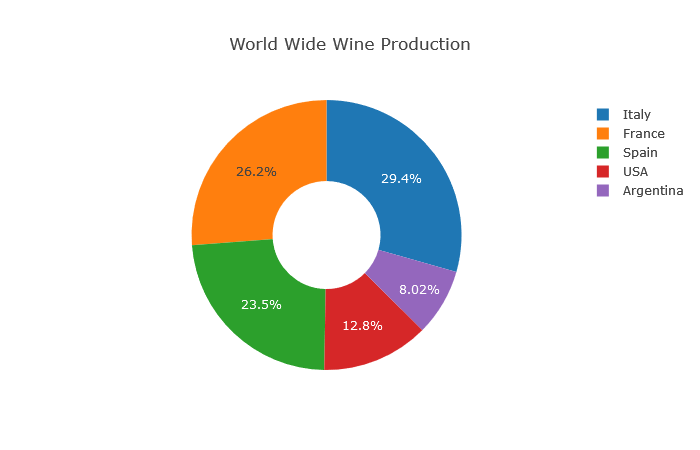 World Wide Wine Production
Italy
France
Spain
USA
Argentina
29.4%
26.2%
23.5%
12.8%
8.02%